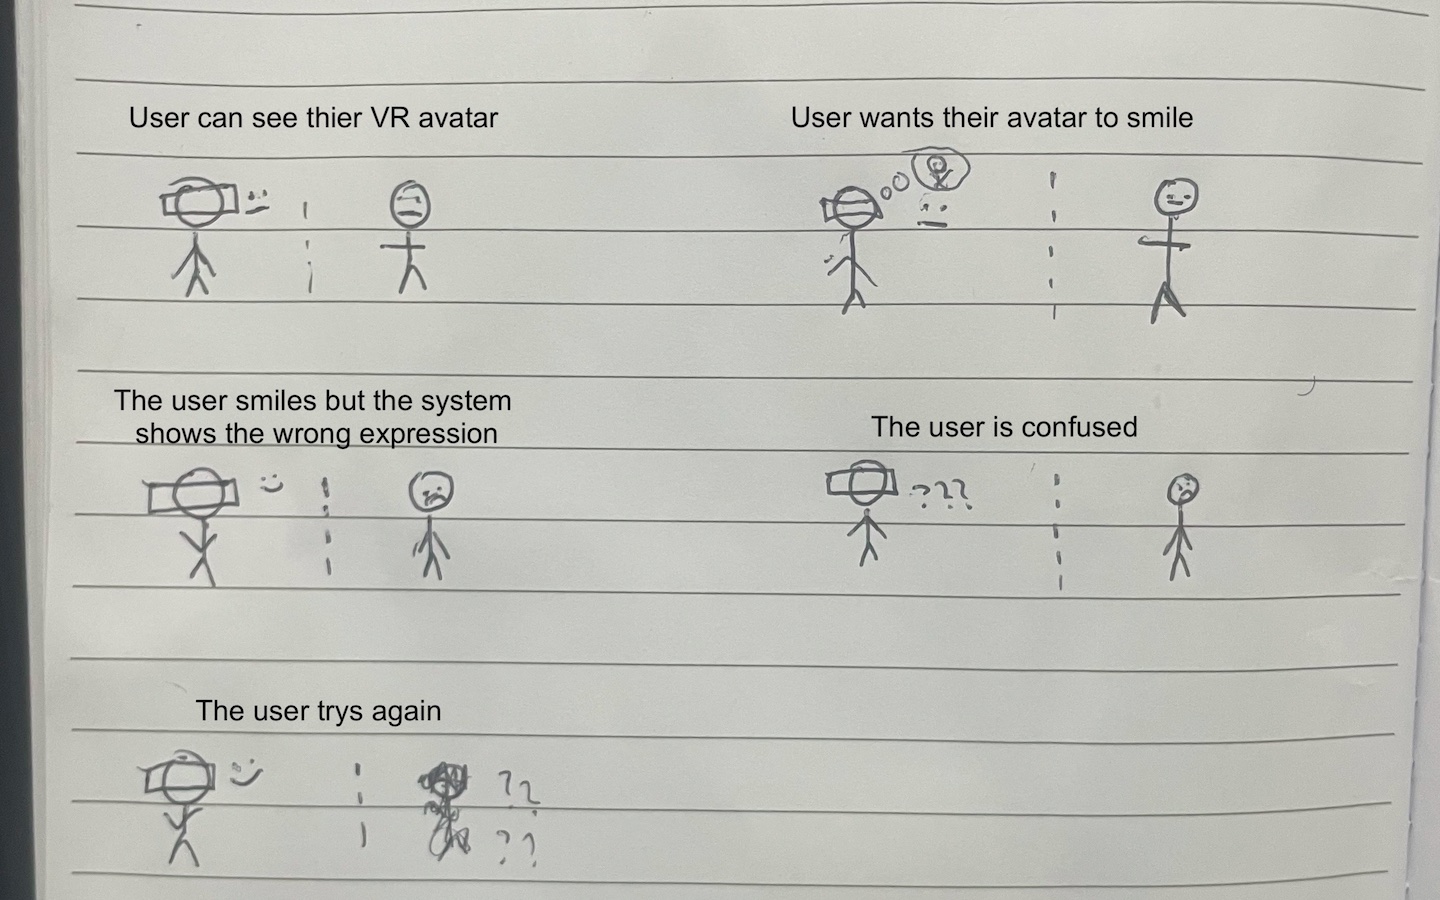 User can see thier VR avatar
User wants their avatar to smile
The user smiles but the system
shows the wrong expression
The user is confused
???
The user trys again
??
??